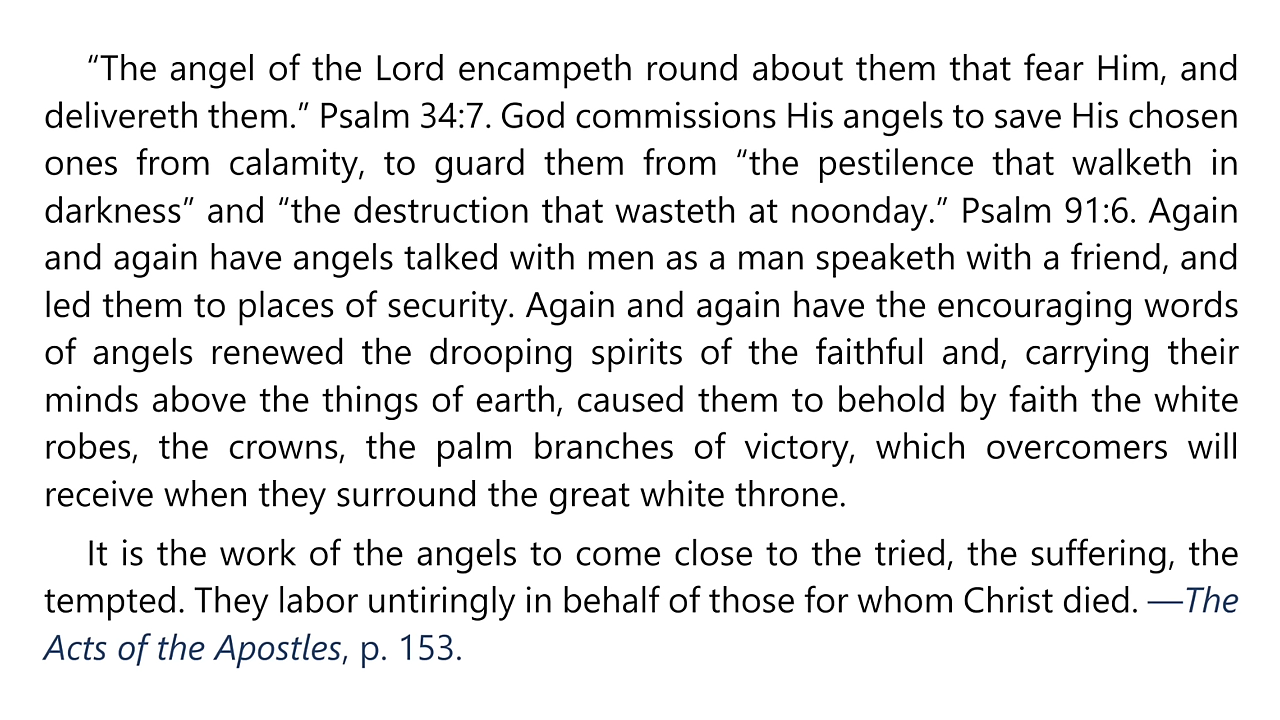 “The angel of the Lord encampeth round about them that fear Him, and
delivereth them.” Psalm 34:7. God commissions His angels to save His chosen
ones from calamity, to guard them from “the pestilence that walketh in
darkness” and “the destruction that wasteth at noonday.” Psalm 91:6. Again
and again have angels talked with men as a man speaketh with a friend, and
led them to places of security. Again and again have the encouraging words
of angels renewed the drooping spirits of the faithful and, carrying their
minds above the things of earth, caused them to behold by faith the white
robes, the crowns, the palm branches of victory, which overcomers will
receive when they surround the great white throne.
It is the work of the angels to come close to the tried, the suffering, the
tempted. They labor untiringly in behalf of those for whom Christ died. —The
Acts of the Apostles, p. 153.